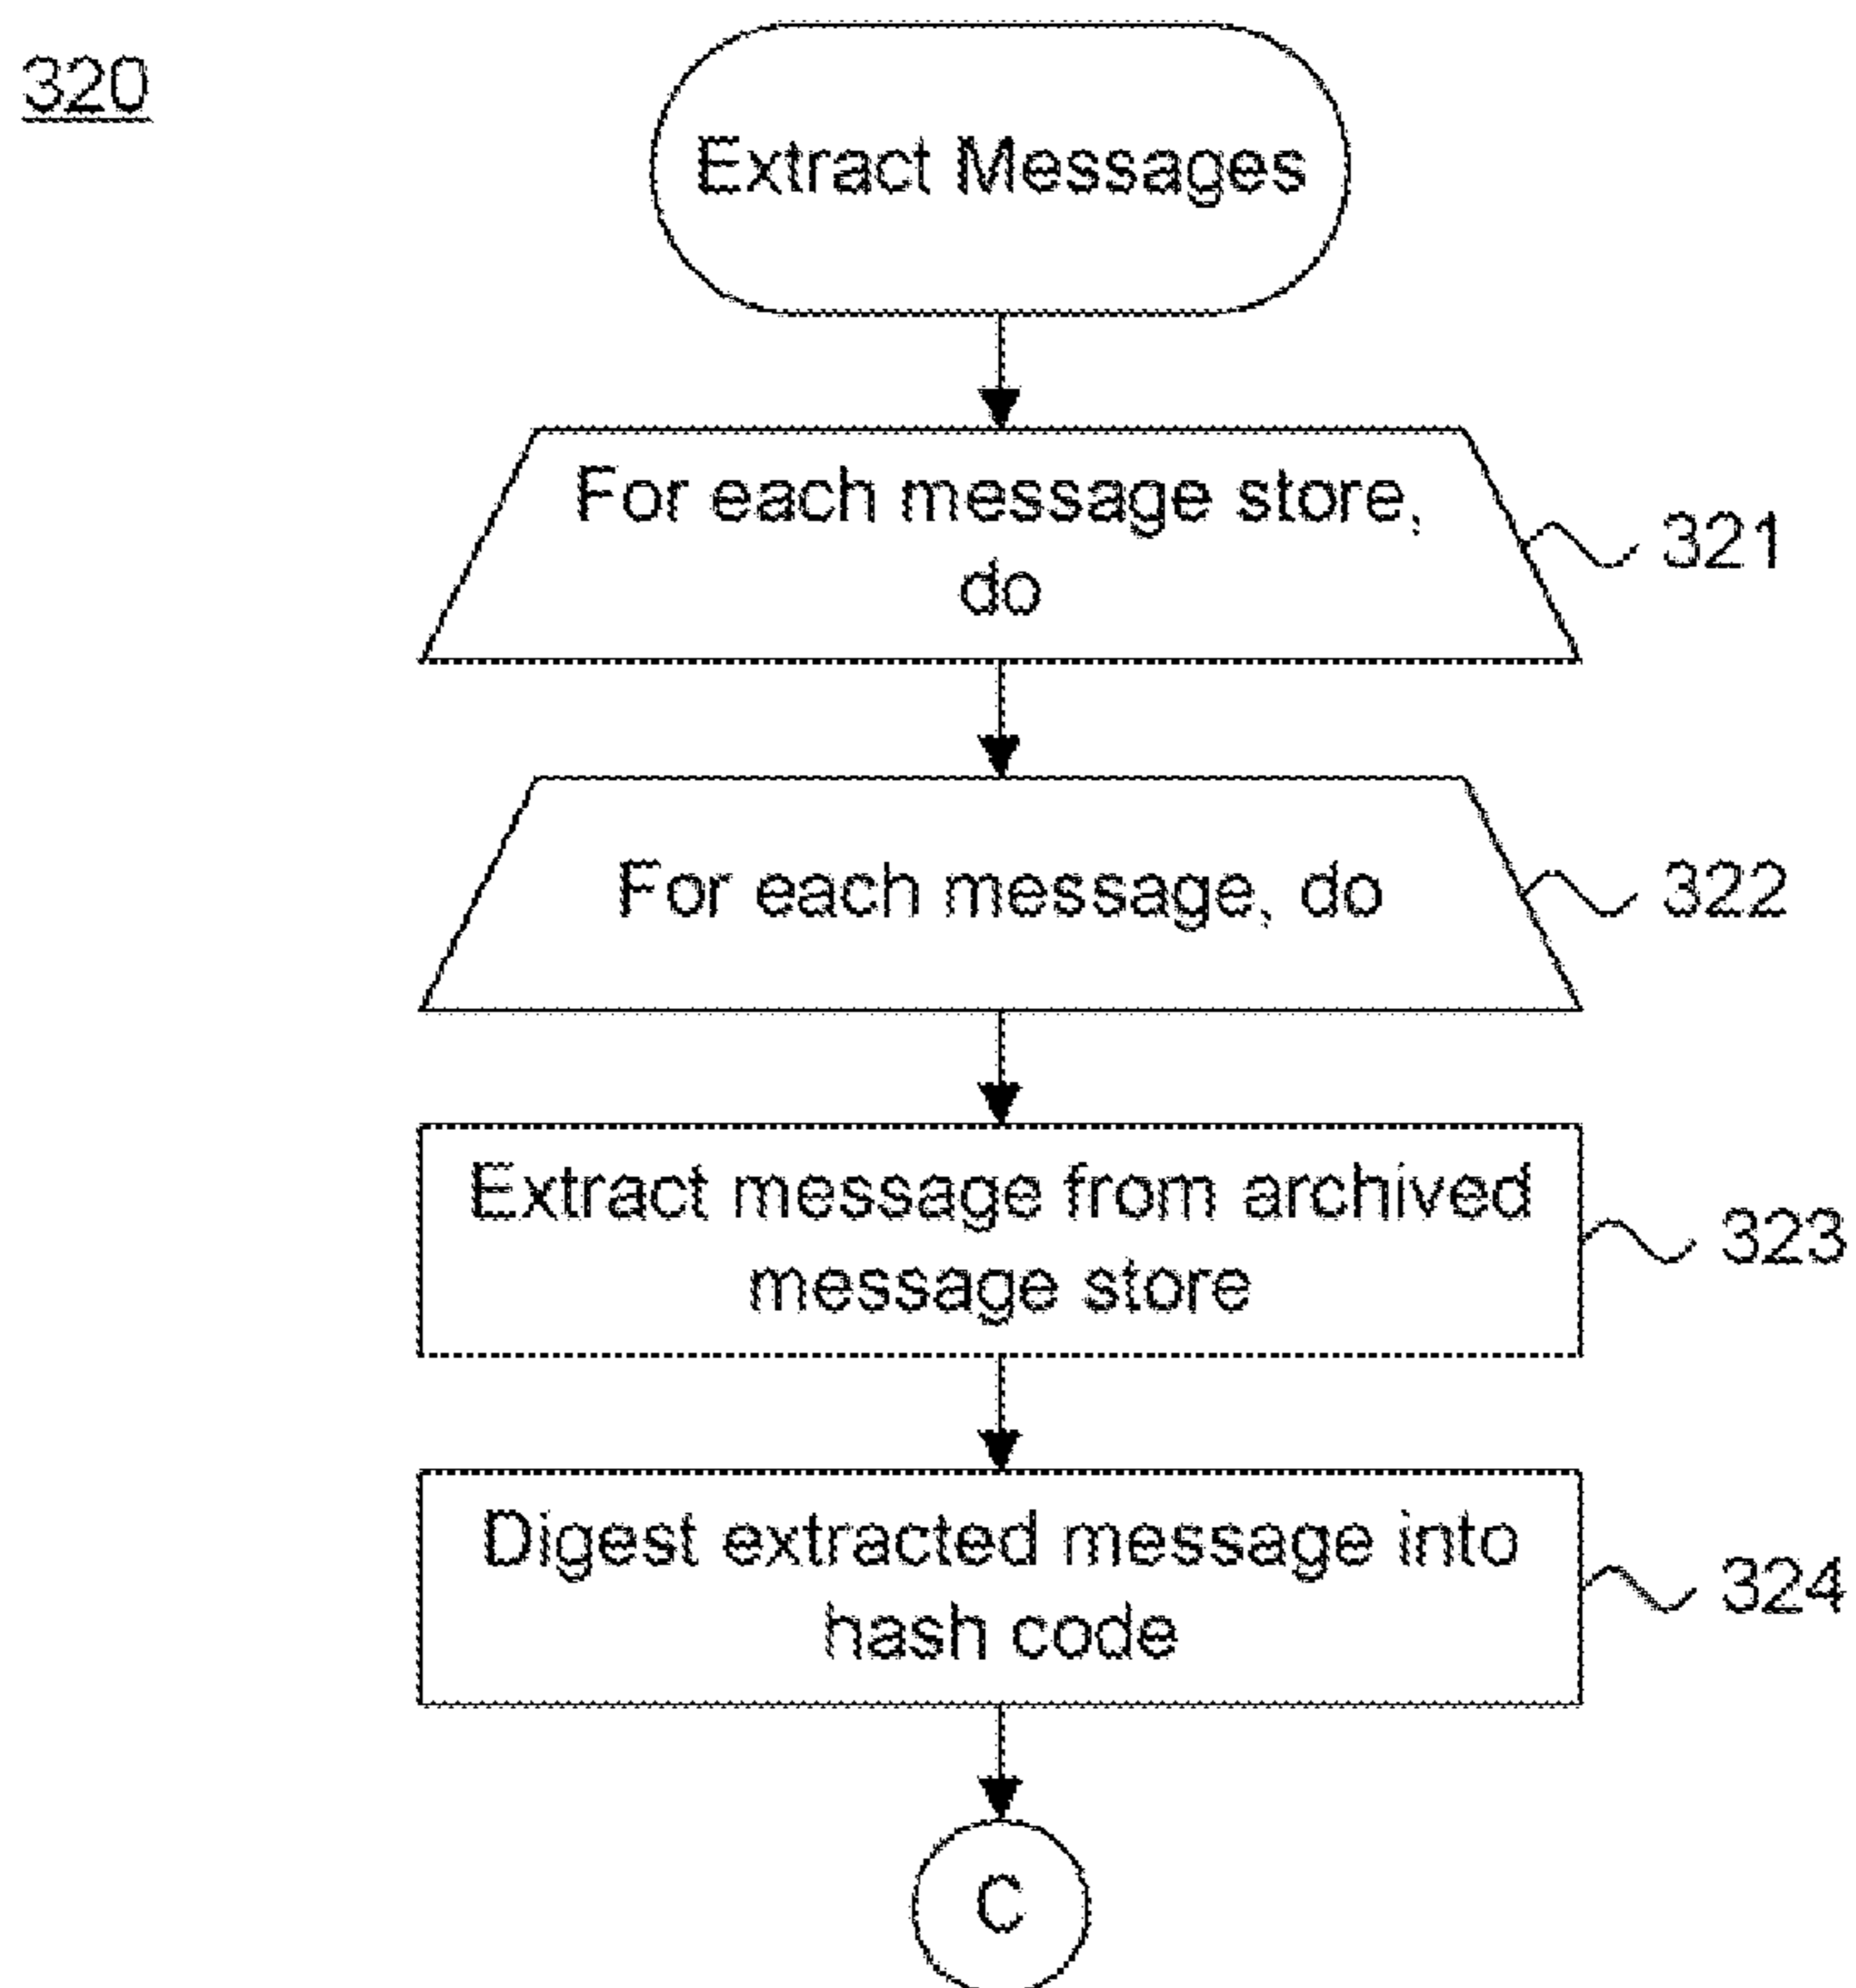 320
Extract Messages
For each message store,
do
321
For each message, do
322
Extract message from archived
message store
323
Digest extracted message into
hash code
324
C